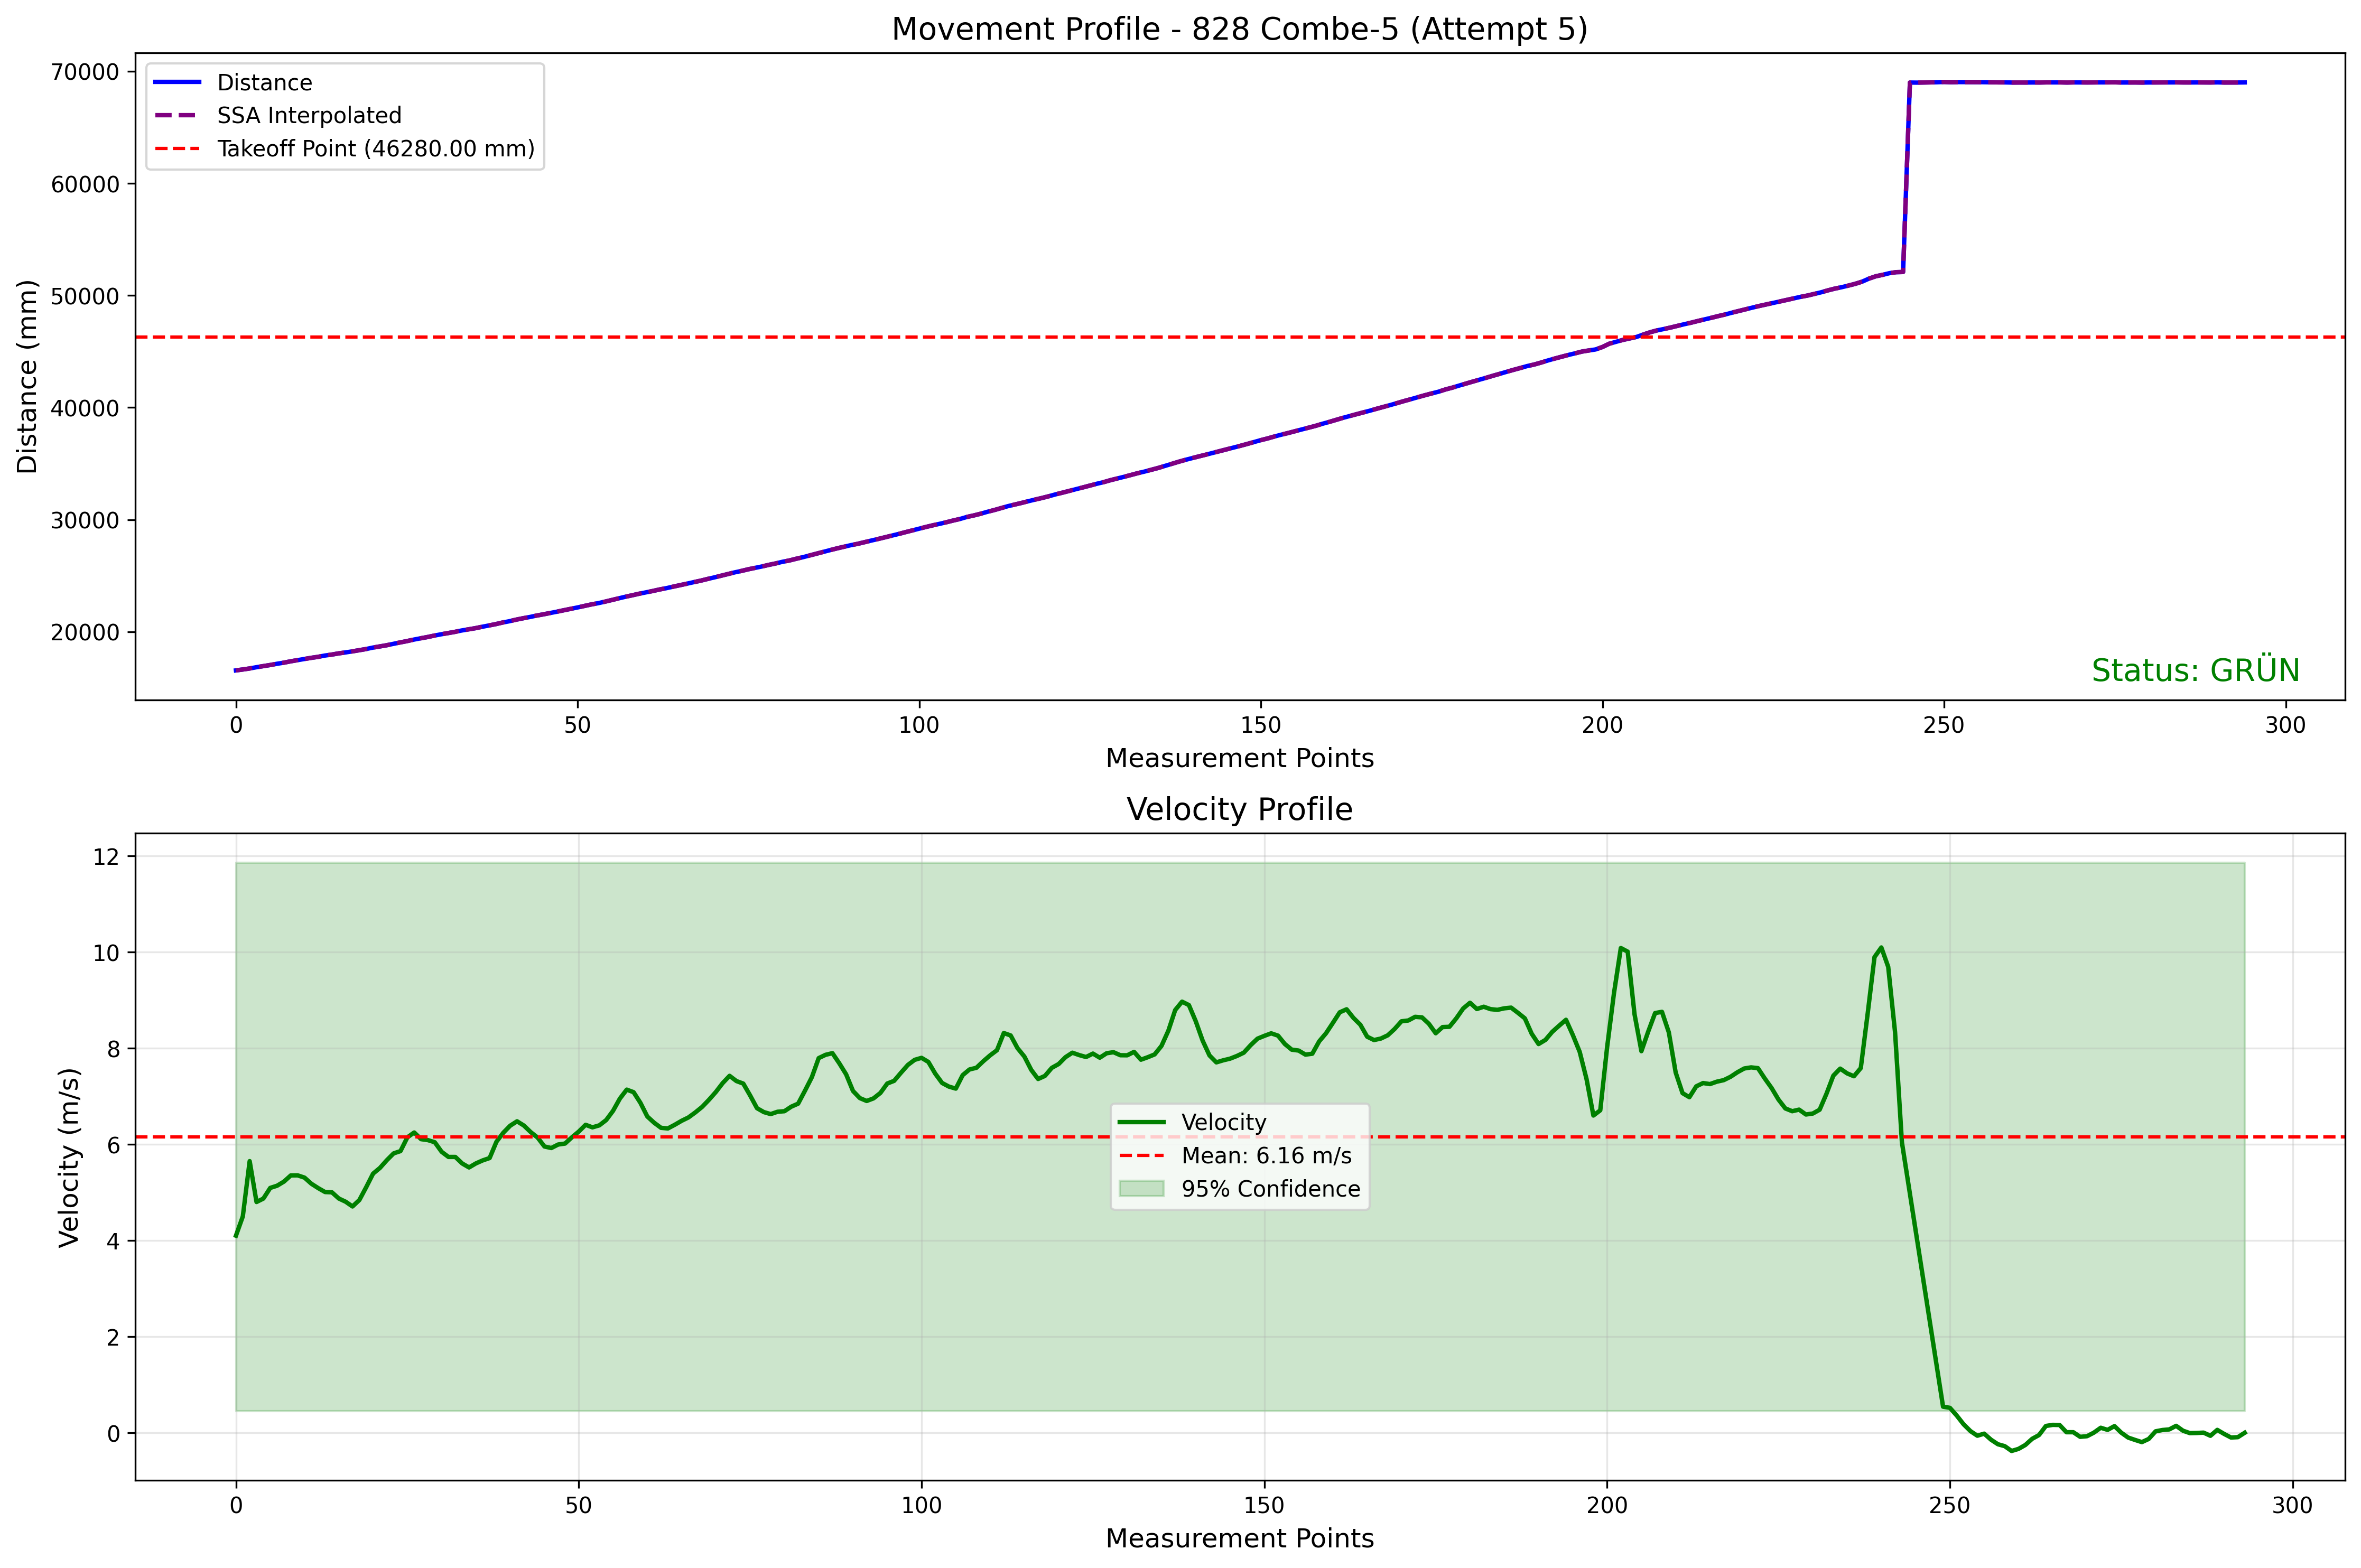 Movement Profile - 828 Combe-5 (Attempt 5)
Distance (mm)
70000
60000
50000
40000
30000
20000
Distance
SSA Interpolated
Takeoff Point (46280.00 mm)
Status: GRÜN
0 50 100 150 200 250 300
Measurement Points
Velocity Profile
Velocity (m/s)
12
10
8
6
4
2
0
Velocity
Mean: 6.16 m/s
95% Confidence
0 50 100 150 200 250 300
Measurement Points